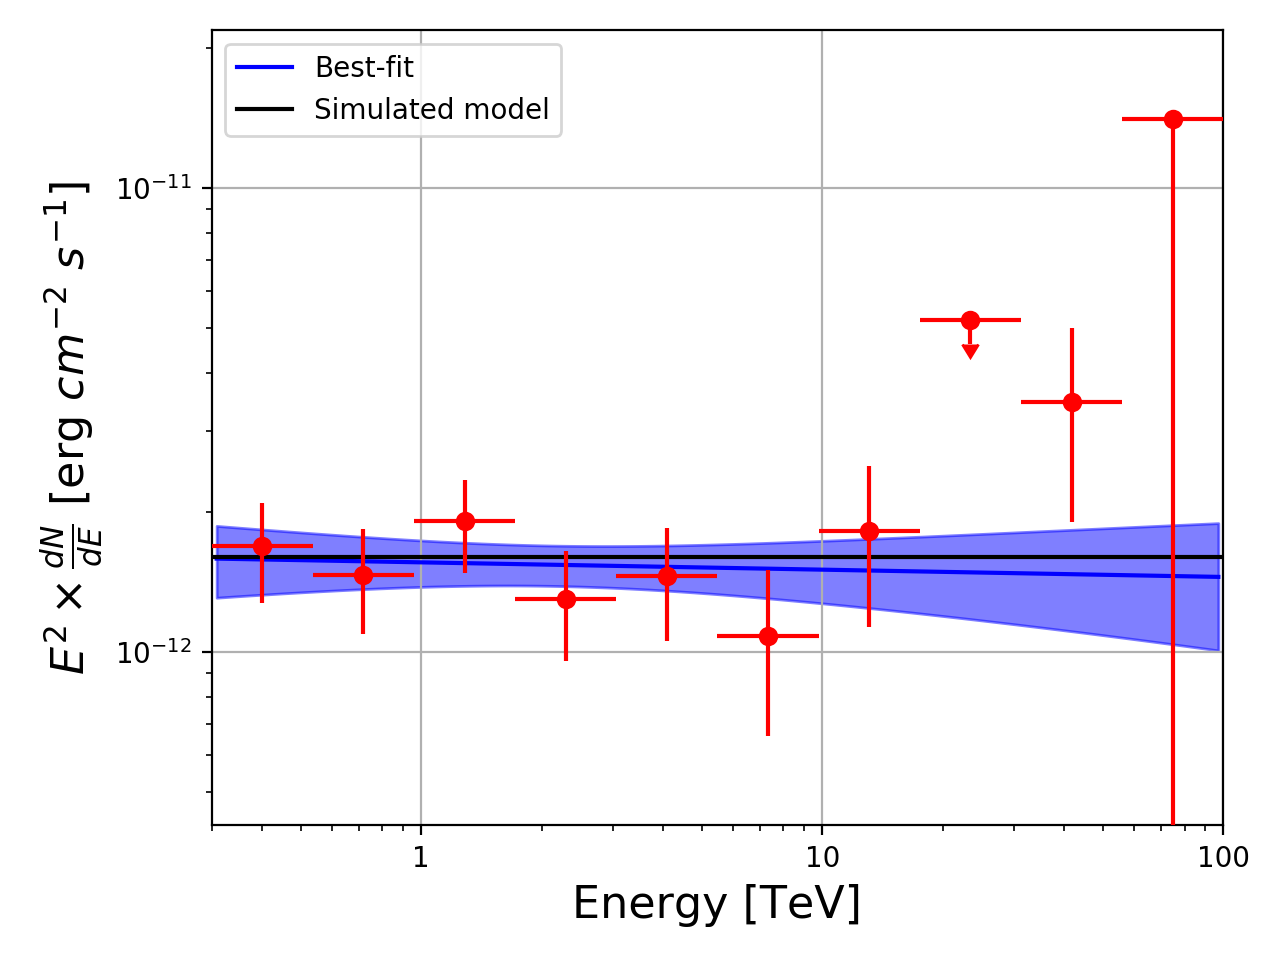 Best-fit
Simulated model
10⁻¹¹
10⁻¹²
E² × dN/dE [erg cm⁻² s⁻¹]
1
10
100
Energy [TeV]